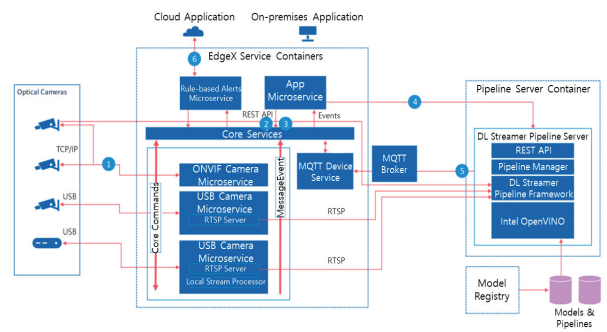 Cloud Application
On-premises Application
EdgeX Service Containers
6
Rule-based Alerts
Microservice
App
Microservice
4
Pipeline Server Container
Optical Cameras
REST API
2
3
Events
Core Services
DL Streamer Pipeline Server
REST API
Pipeline Manager
DL Streamer
Pipeline Framework
Intel OpenVINO
TCP/IP
1
MQTT Device
Service
MQTT
Broker
5
ONVIF Camera
Microservice
USB
USB Camera
Microservice
RTSP Server
RTSP
Core Commands
MessageEvent
USB
USB Camera
Microservice
RTSP Server
Local Stream Processor
RTSP
Model
Registry
Models &
Pipelines